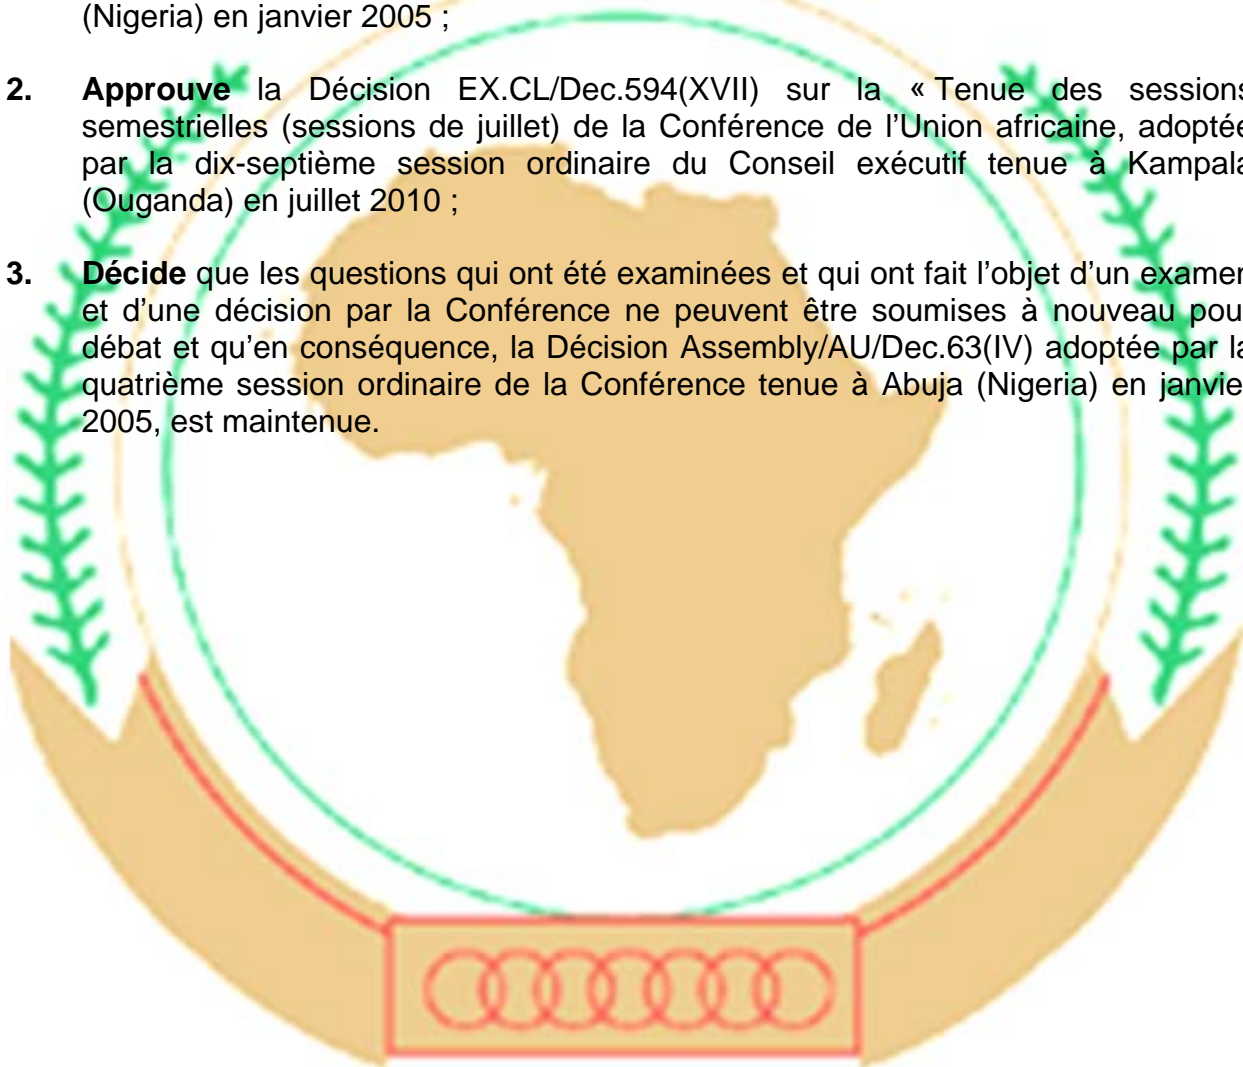 (Nigeria) en janvier 2005 ;
2. Approuve la Décision EX.CL/Dec.594(XVII) sur la « Tenue des sessions
semestrielles (sessions de juillet) de la Conférence de l’Union africaine, adoptée
par la dix-septième session ordinaire du Conseil exécutif tenue à Kampala
(Ouganda) en juillet 2010 ;
3. Décide que les questions qui ont été examinées et qui ont fait l’objet d’un examen
et d’une décision par la Conférence ne peuvent être soumises à nouveau pou
débat et qu’en conséquence, la Décision Assembly/AU/Dec.63(IV) adoptée par la
quatrième session ordinaire de la Conférence tenue à Abuja (Nigeria) en janvie
2005, est maintenue.